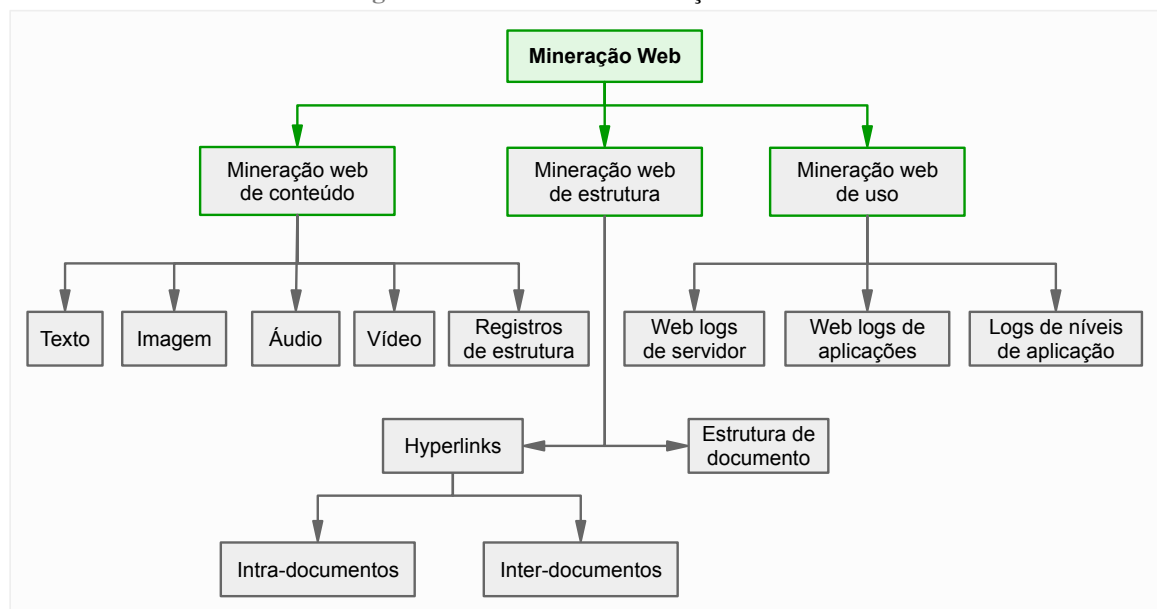 Mineração Web
Mineração web
de conteúdo
Mineração web
de estrutura
Mineração web
de uso
Texto
Imagem
Áudio
Vídeo
Registros
de estrutura
Web logs
de servidor
Web logs de
aplicações
Logs de níveis
de aplicação
Hyperlinks
Estrutura de
documento
Intra-documentos
Inter-documentos